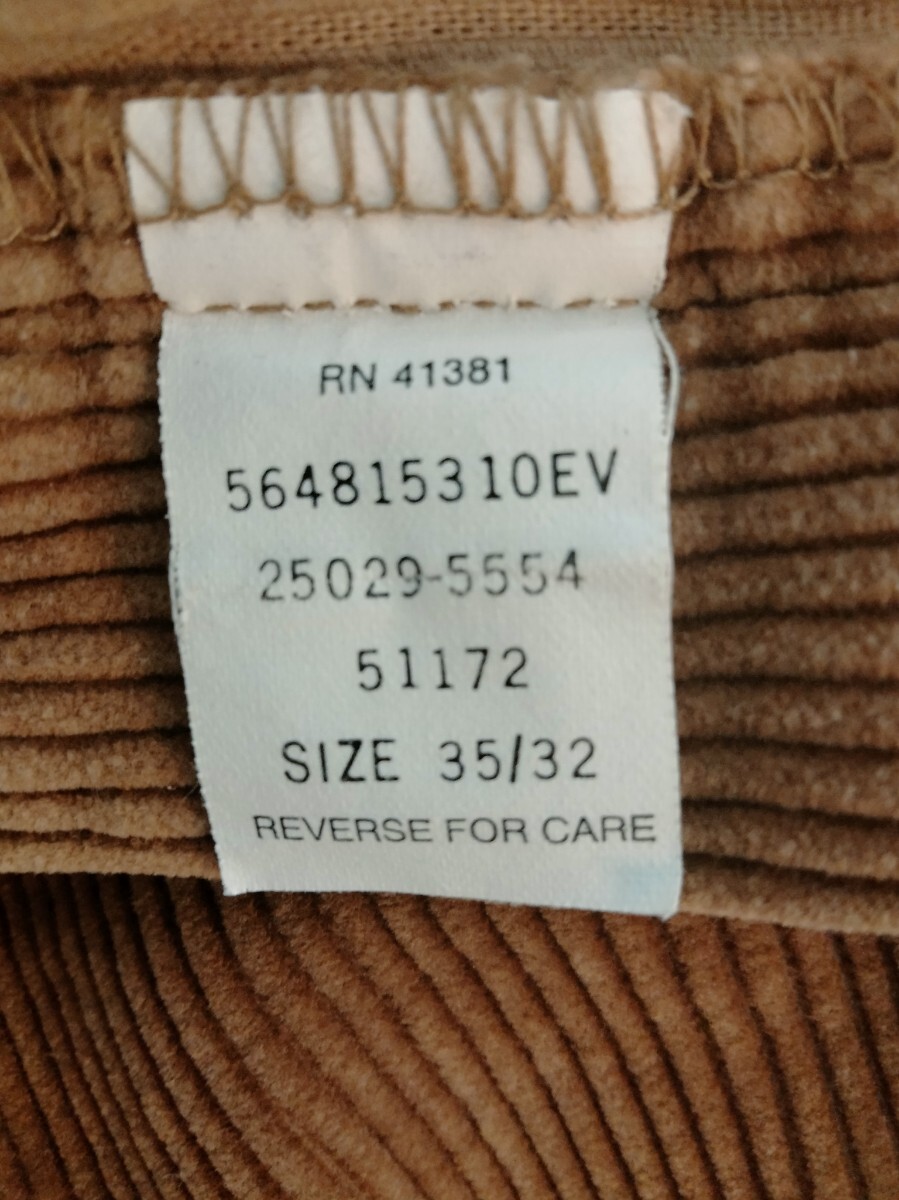 RN 41381
564815310EV
25029-5554
51172
SIZE 35/32
REVERSE FOR CARE